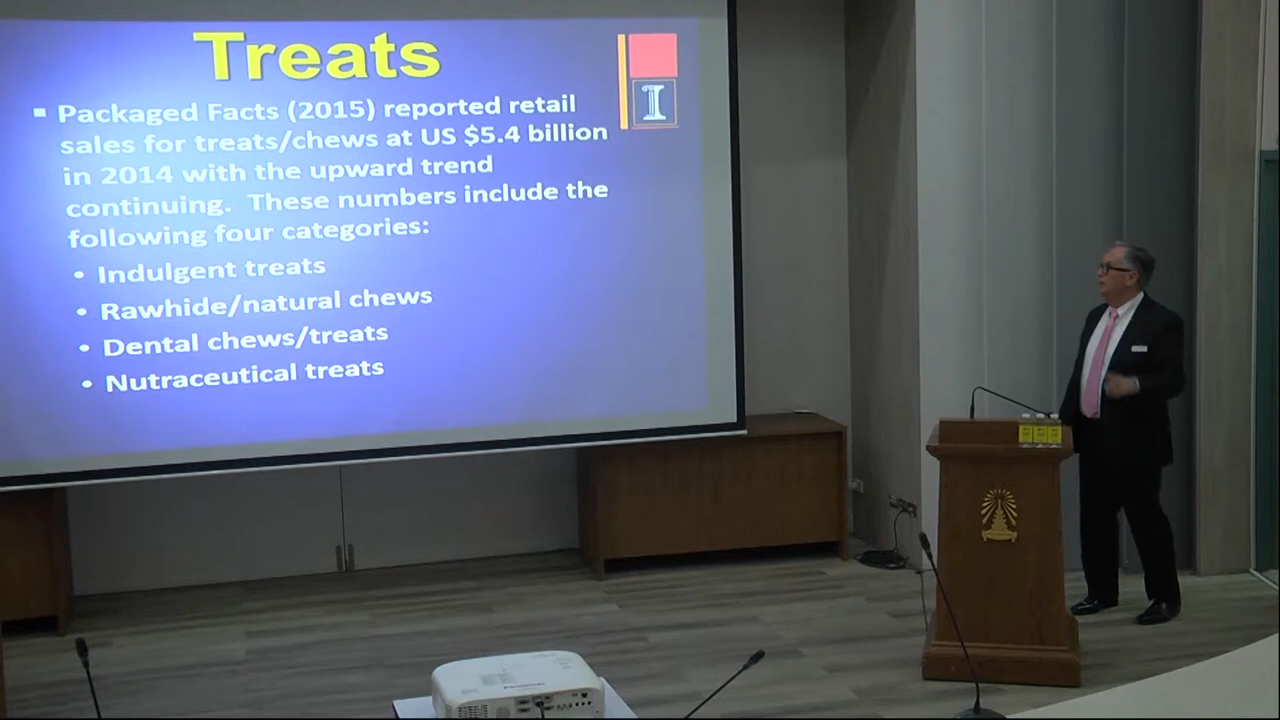 Treats
▪ Packaged Facts (2015) reported retail
sales for treats/chews at US $5.4 billion
in 2014 with the upward trend
continuing.  These numbers include the
following four categories:
• Indulgent treats
• Rawhide/natural chews
• Dental chews/treats
• Nutraceutical treats
I